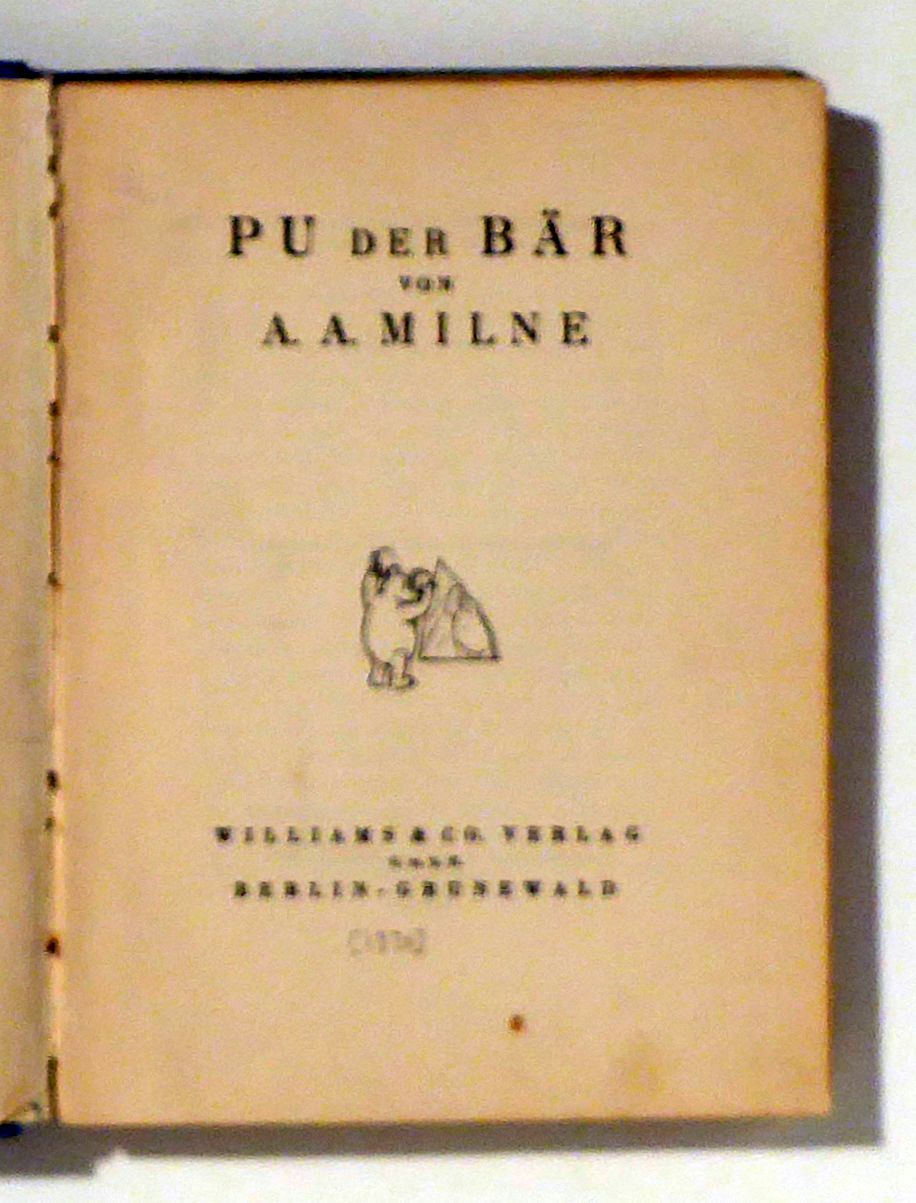 PU DER BÄR
VON
A. A. MILNE
WILLIAMS & CO. VERLAG
G.M.B.H.
BERLIN-GRUNEWALD